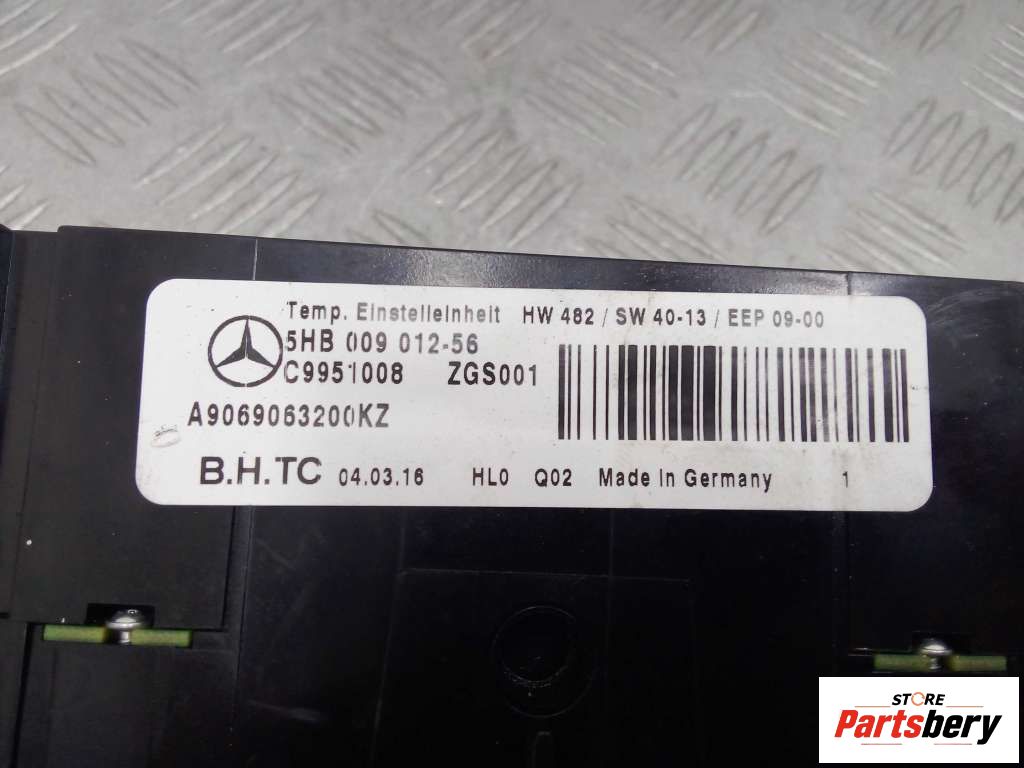 Temp. Einstelleinheit HW 482 / SW 40-13 / EEP 09-00
5HB 009 012-56
C9951008 ZGS001
A9069063200KZ
B.H.TC 04.03.16 HL0 Q02 Made in Germany 1
STORE
Partsbery